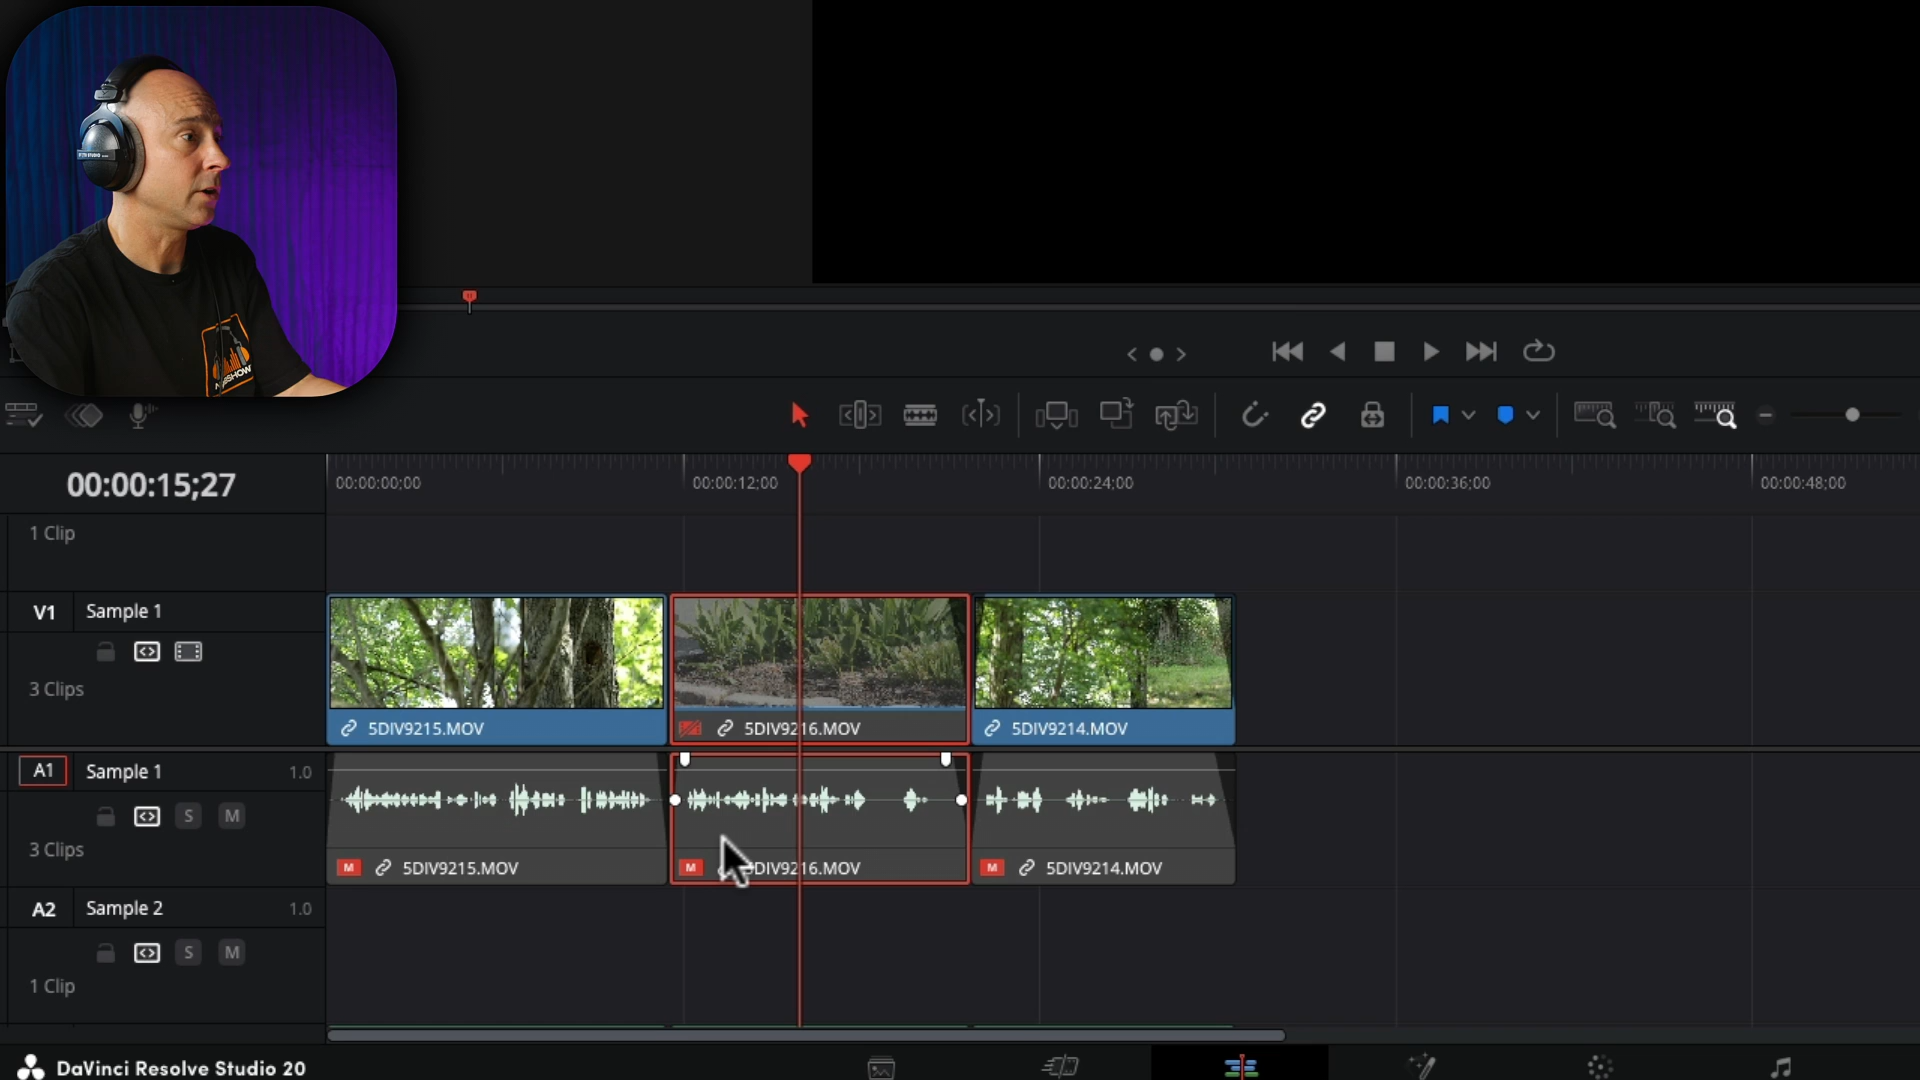 00:00:15;27
00:00:00;00
00:00:12;00
00:00:24;00
00:00:36;00
00:00:48;00
1 Clip
V1 Sample 1
3 Clips
5DIV9215.MOV
5DIV9216.MOV
5DIV9214.MOV
A1 Sample 1 1.0
S M
3 Clips
M 5DIV9215.MOV
M 5DIV9216.MOV
M 5DIV9214.MOV
A2 Sample 2 1.0
S M
1 Clip
DaVinci Resolve Studio 20